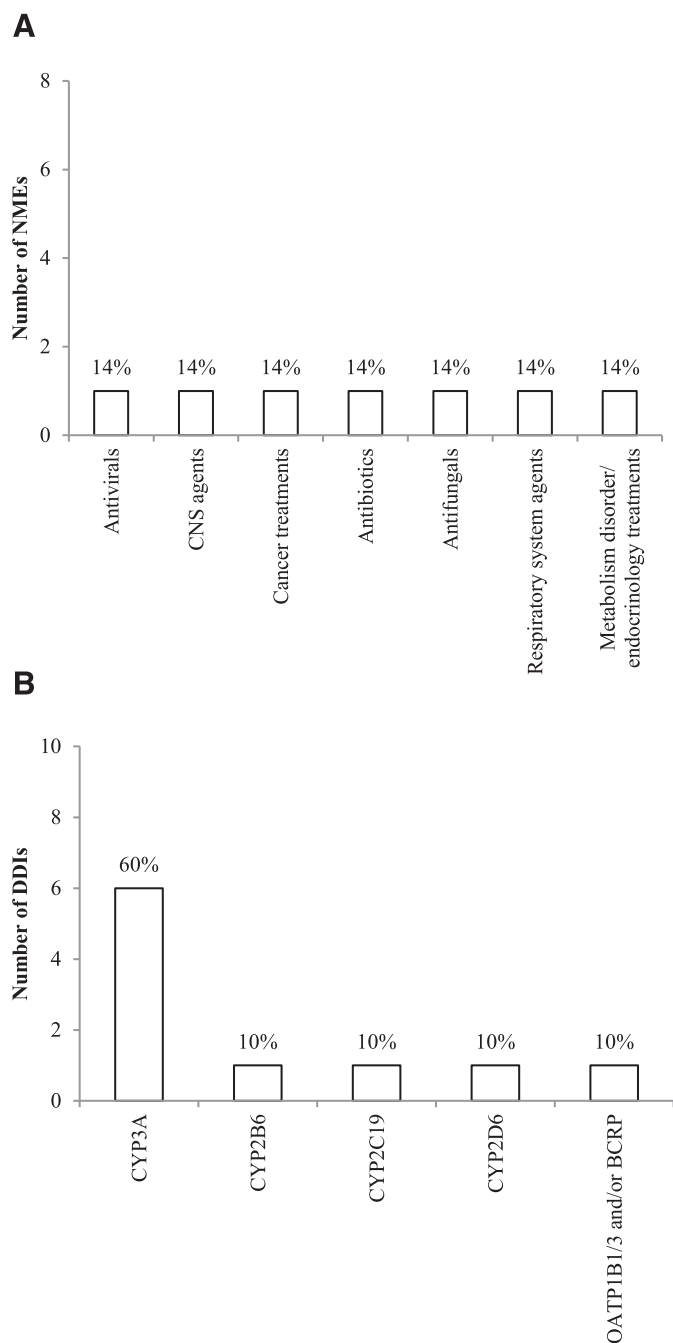 A
Number of NMEs
8
6
4
2
0
14%
14%
14%
14%
14%
14%
14%
Antivirals
CNS agents
Cancer treatments
Antibiotics
Antifungals
Respiratory system agents
Metabolism disorder/
endocrinology treatments
B
Number of DDIs
10
8
6
4
2
0
60%
10%
10%
10%
10%
CYP3A
CYP2B6
CYP2C19
CYP2D6
OATP1B1/3 and/or BCRP